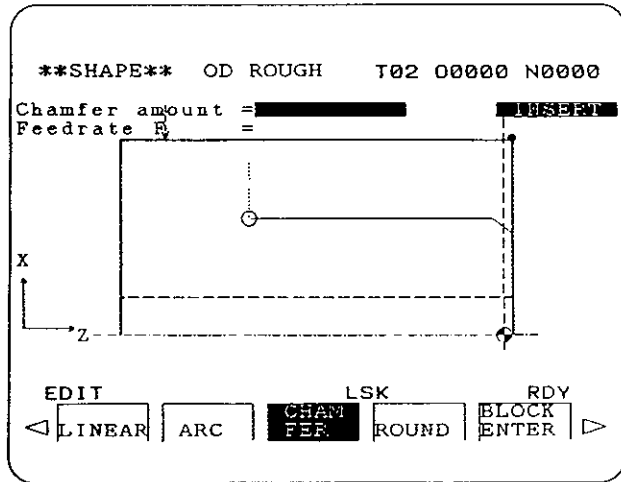 **SHAPE** OD ROUGH T02 O0000 N0000
Chamfer amount = INSERT
Feedrate F =
X
Z
EDIT LSK RDY
LINEAR ARC CHAM FER ROUND BLOCK ENTER